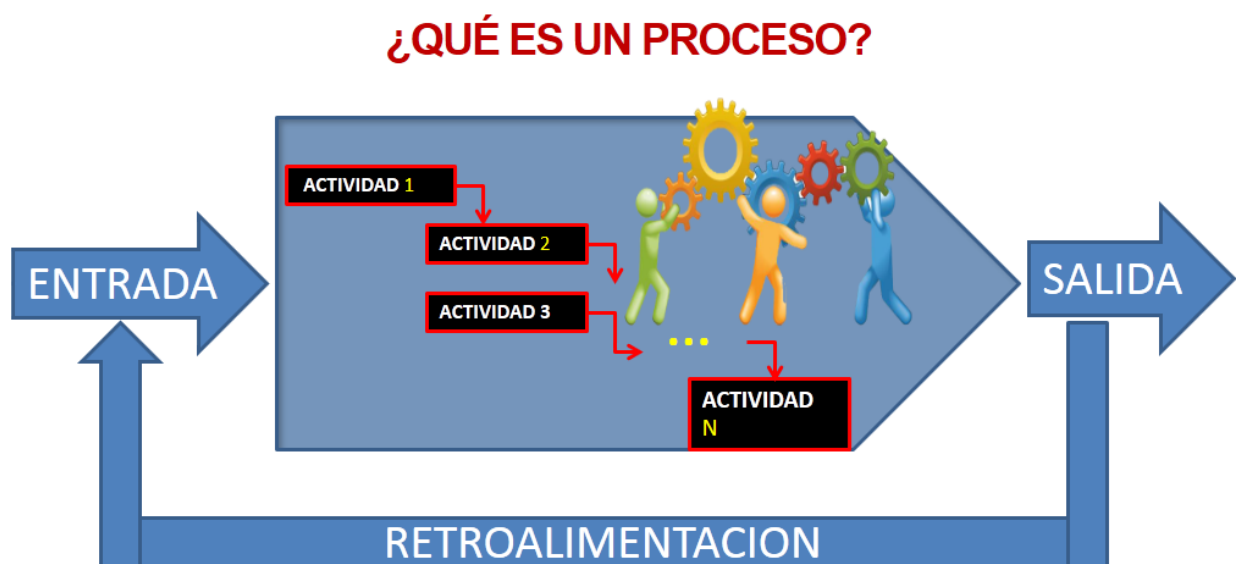 ¿QUÉ ES UN PROCESO?
ACTIVIDAD 1
ACTIVIDAD 2
ENTRADA
SALIDA
ACTIVIDAD 3
...
ACTIVIDAD
N
RETROALIMENTACION